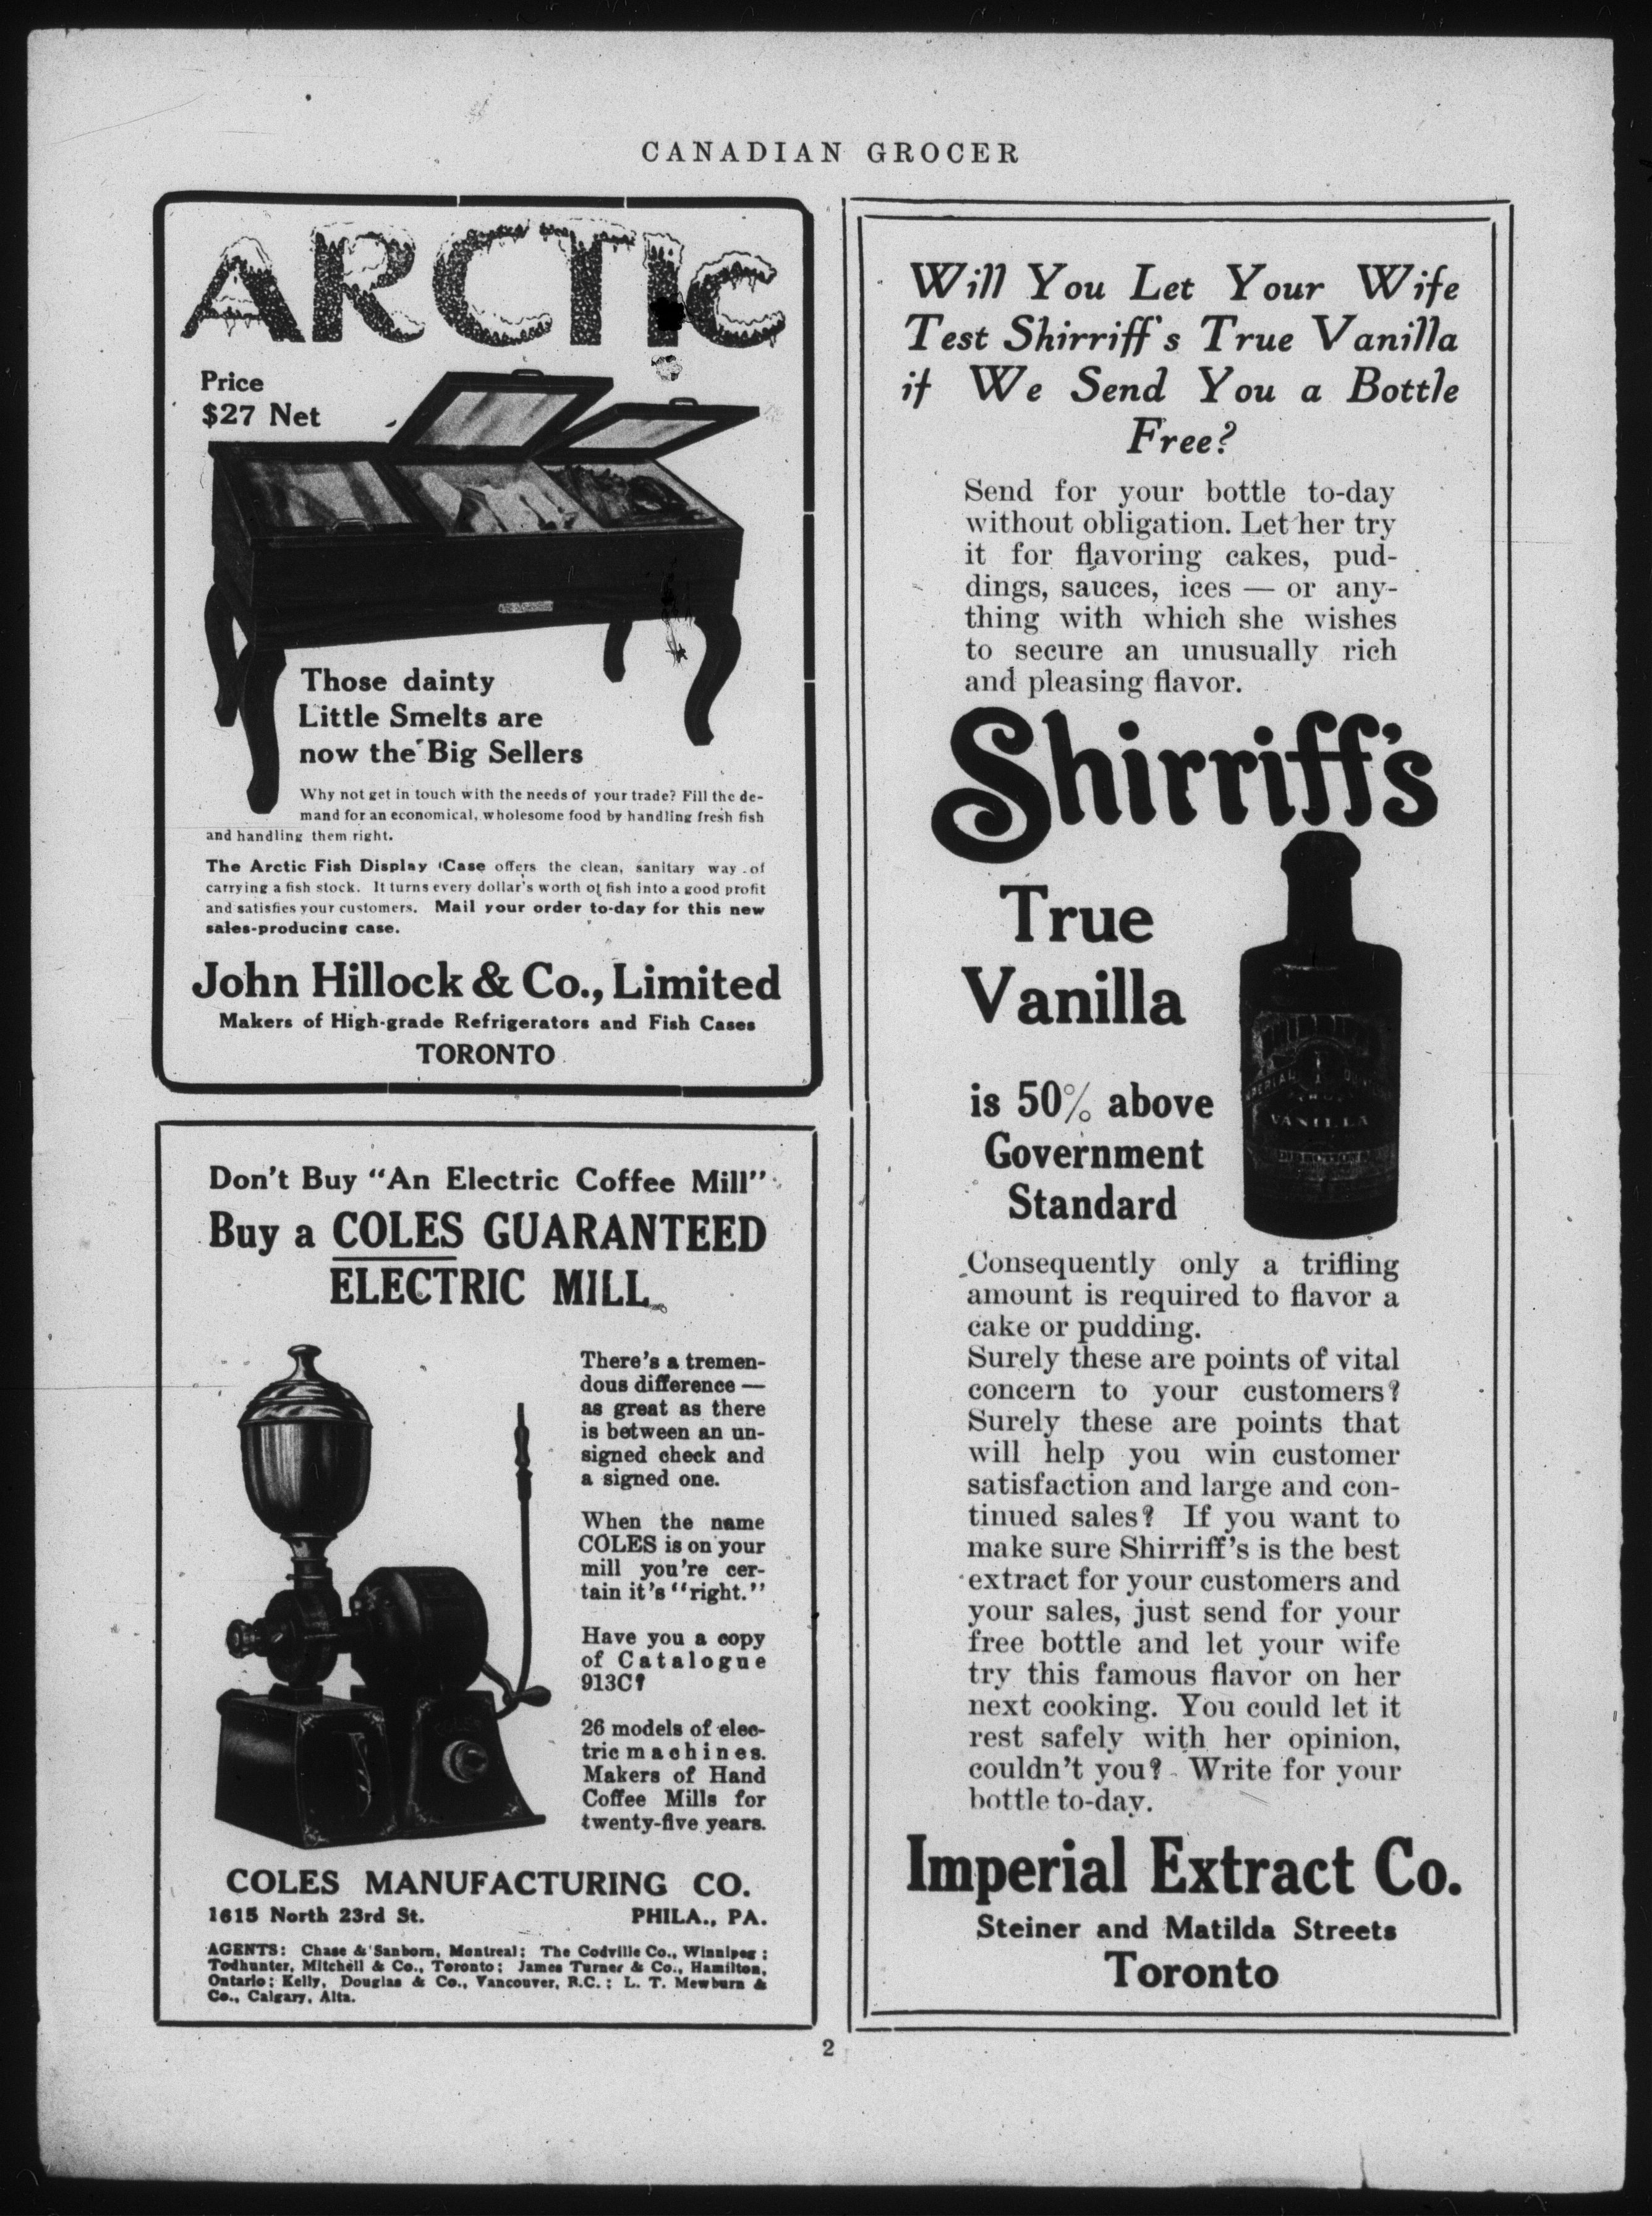 CANADIAN GROCER
ARCTIC
Price
$27 Net
Those dainty
Little Smelts are
now the Big Sellers
Why not get in touch with the needs of your trade? Fill the de-
mand for an economical, wholesome food by handling fresh fish
and handling them right.
The Arctic Fish Display Case offers the clean, sanitary way of
carrying a fish stock. It turns every dollar's worth of fish into a good profit
and satisfies your customers. Mail your order to-day for this new
sales-producing case.
John Hillock & Co., Limited
Makers of High-grade Refrigerators and Fish Cases
TORONTO
Don't Buy "An Electric Coffee Mill"
Buy a COLES GUARANTEED
ELECTRIC MILL
There's a tremen-
dous difference —
as great as there
is between an un-
signed check and
a signed one.
When the name
COLES is on your
mill you're cer-
tain it's "right."
Have you a copy
of Catalogue
913C?
26 models of elec-
tric machines.
Makers of Hand
Coffee Mills for
twenty-five years.
COLES MANUFACTURING CO.
1615 North 23rd St. PHILA., PA.
AGENTS: Chase & Sanborn, Montreal; The Codville Co., Winnipeg;
Todhunter, Mitchell & Co., Toronto; James Turner & Co., Hamilton,
Ontario; Kelly, Douglas & Co., Vancouver, B.C.; L. T. Mewburn &
Co., Calgary, Alta.
Will You Let Your Wife
Test Shirriff's True Vanilla
if We Send You a Bottle
Free?
Send for your bottle to-day
without obligation. Let her try
it for flavoring cakes, pud-
dings, sauces, ices — or any-
thing with which she wishes
to secure an unusually rich
and pleasing flavor.
Shirriff's
True
Vanilla
VANILLA
is 50% above
Government
Standard
Consequently only a trifling
amount is required to flavor a
cake or pudding.
Surely these are points of vital
concern to your customers?
Surely these are points that
will help you win customer
satisfaction and large and con-
tinued sales? If you want to
make sure Shirriff's is the best
extract for your customers and
your sales, just send for your
free bottle and let your wife
try this famous flavor on her
next cooking. You could let it
rest safely with her opinion,
couldn't you? Write for your
bottle to-day.
Imperial Extract Co.
Steiner and Matilda Streets
Toronto
2